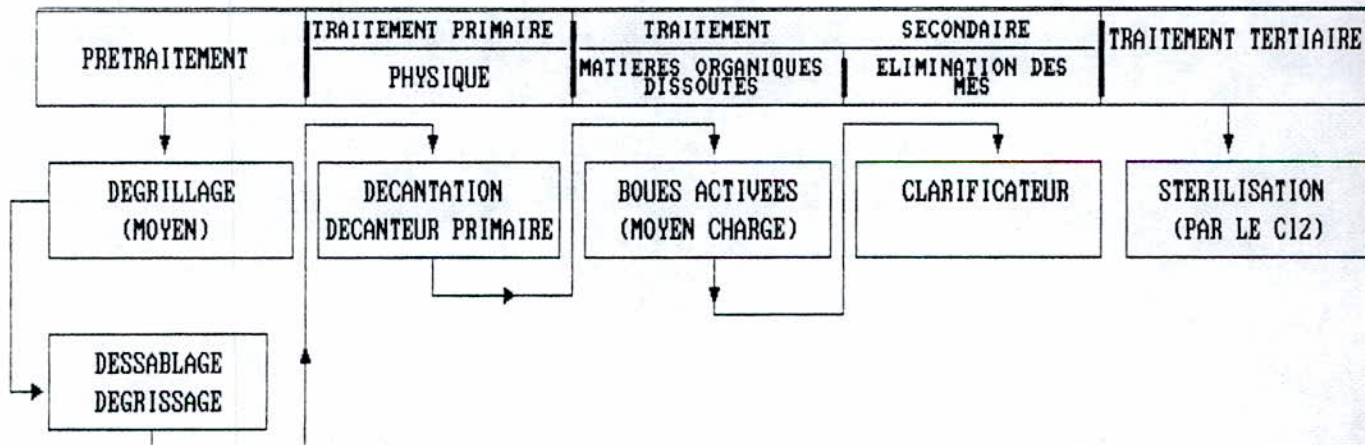 PRETRAITEMENT
TRAITEMENT PRIMAIRE
PHYSIQUE
TRAITEMENT SECONDAIRE
MATIERES ORGANIQUES
DISSOUTES
ELIMINATION DES
MES
TRAITEMENT TERTIAIRE
DEGRILLAGE
(MOYEN)
DECANTATION
DECANTEUR PRIMAIRE
BOUES ACTIVEES
(MOYEN CHARGE)
CLARIFICATEUR
STERILISATION
(PAR LE Cl2)
DESSABLAGE
DEGRISSAGE